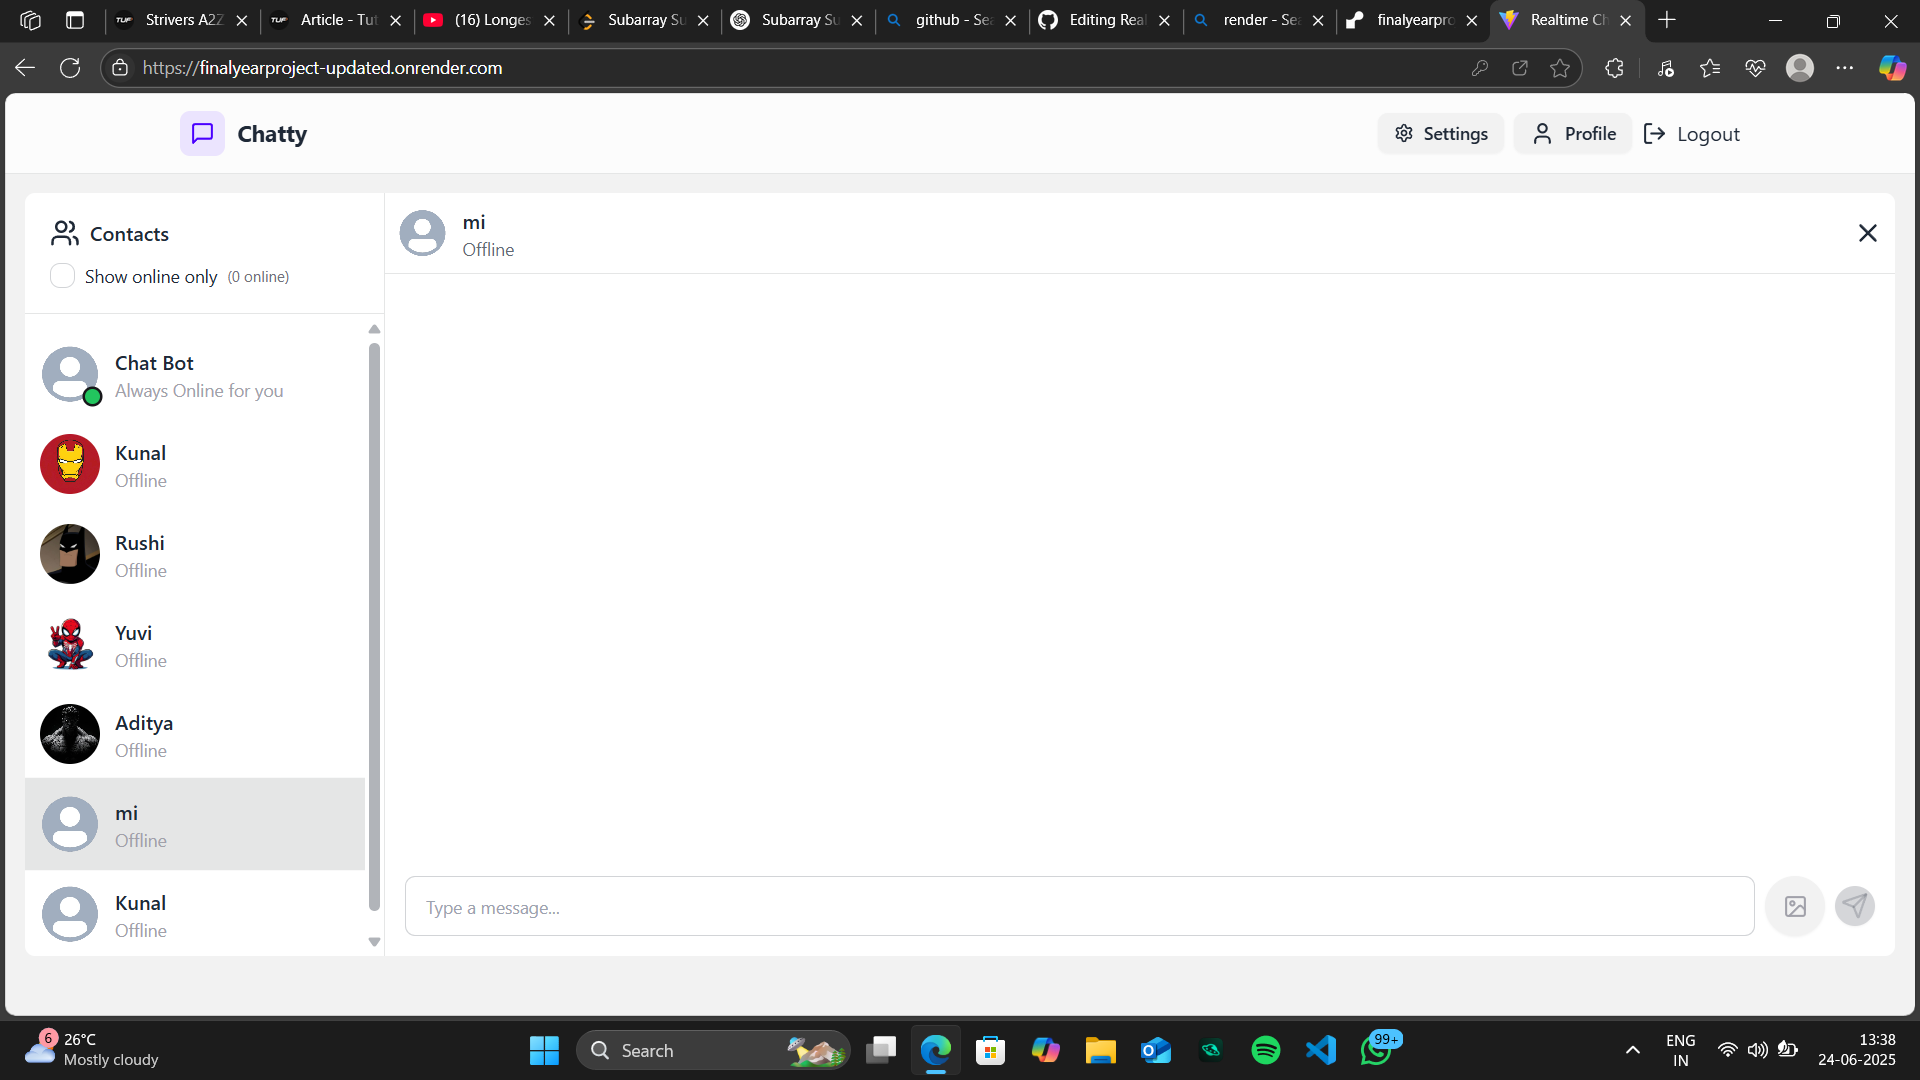 Strivers A2Z
Article - Tut
(16) Longes
Subarray Su
Subarray Su
github - Sea
Editing Real
render - Sea
finalyearpro
Realtime Ch
https://finalyearproject-updated.onrender.com
Chatty
Settings
Profile
Logout
Contacts
Show online only (0 online)
Chat Bot
Always Online for you
Kunal
Offline
Rushi
Offline
Yuvi
Offline
Aditya
Offline
mi
Offline
Kunal
Offline
mi
Offline
Type a message...
6
26°C
Mostly cloudy
Search
99+
ENG
IN
13:38
24-06-2025